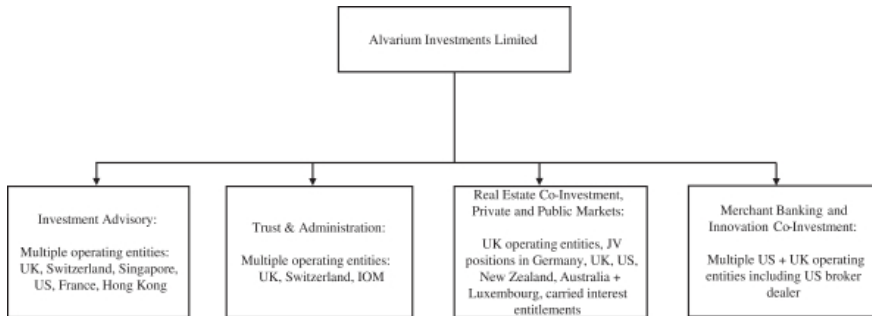 Alvarium Investments Limited
Investment Advisory:
Multiple operating entities:
UK, Switzerland, Singapore,
US, France, Hong Kong
Trust & Administration:
Multiple operating entities:
UK, Switzerland, IOM
Real Estate Co-Investment,
Private and Public Markets:
UK operating entities, JV
positions in Germany, UK, US,
New Zealand, Australia +
Luxembourg, carried interest
entitlements
Merchant Banking and
Innovation Co-Investment:
Multiple US + UK operating
entities including US broker
dealer